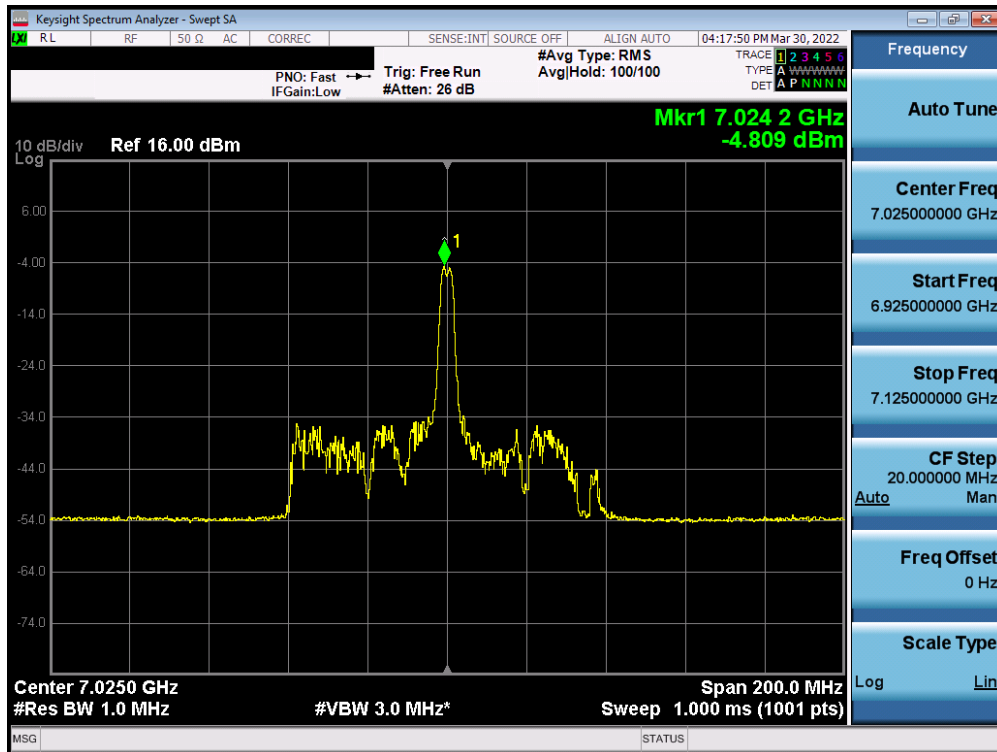 Keysight Spectrum Analyzer - Swept SA
LXI RL RF 50 Ω AC CORREC SENSE:INT SOURCE OFF ALIGN AUTO 04:17:50 PM Mar 30, 2022
Frequency
PNO: Fast Trig: Free Run #Avg Type: RMS TRACE 1 2 3 4 5 6
IFGain:Low #Atten: 26 dB Avg|Hold: 100/100 TYPE A WWWWW
DET A P N N N N
Mkr1 7.024 2 GHz
-4.809 dBm
10 dB/div Ref 16.00 dBm
Log
6.00
1
-4.00
-14.0
-24.0
-34.0
-44.0
-54.0
-64.0
-74.0
Center 7.0250 GHz Span 200.0 MHz
#Res BW 1.0 MHz #VBW 3.0 MHz* Sweep 1.000 ms (1001 pts)
MSG STATUS
Auto Tune
Center Freq
7.025000000 GHz
Start Freq
6.925000000 GHz
Stop Freq
7.125000000 GHz
CF Step
20.000000 MHz
Auto Man
Freq Offset
0 Hz
Scale Type
Log Lin